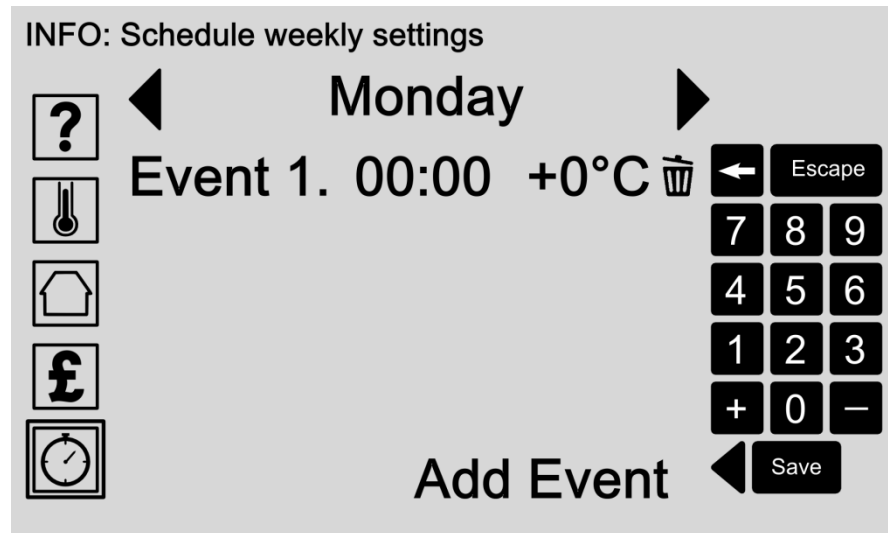 INFO: Schedule weekly settings
Monday
?
Event 1. 00:00 +0°C
Escape
7 8 9
4 5 6
£
1 2 3
+ 0 −
Add Event
Save